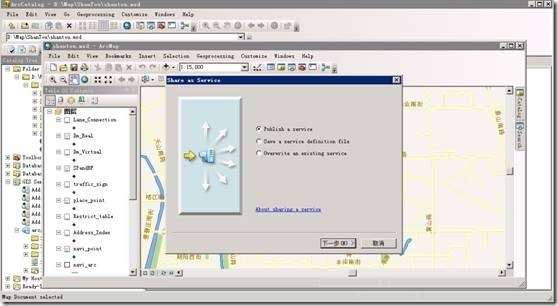 ArcCatalog - D:\Map\ShanTou\shantou.mxd
File Edit View Go Geoprocessing Customize Windows Help
D:\Map\ShanTou\shantou.mxd
Catalog Tree
shantou.mxd - ArcMap
File Edit View Bookmarks Insert Selection Geoprocessing Customize Windows Help
1:15,000
Table Of Contents
图层
Lane_Connection
Dm_Real
Dm_Virtual
SPandBP
traffic_sign
place_point
Restrict_table
Address_Index
navi_point
navi_arc
Share as Service
Publish a service
Save a service definition file
Overwrite an existing service
About sharing a service
下一步(N) >
取消
Catalog
Search
Folder
Toolbo
Databa
GIS Se
Add
Add
Add
Add
arc
My Ho
Ready-
Map Document selected